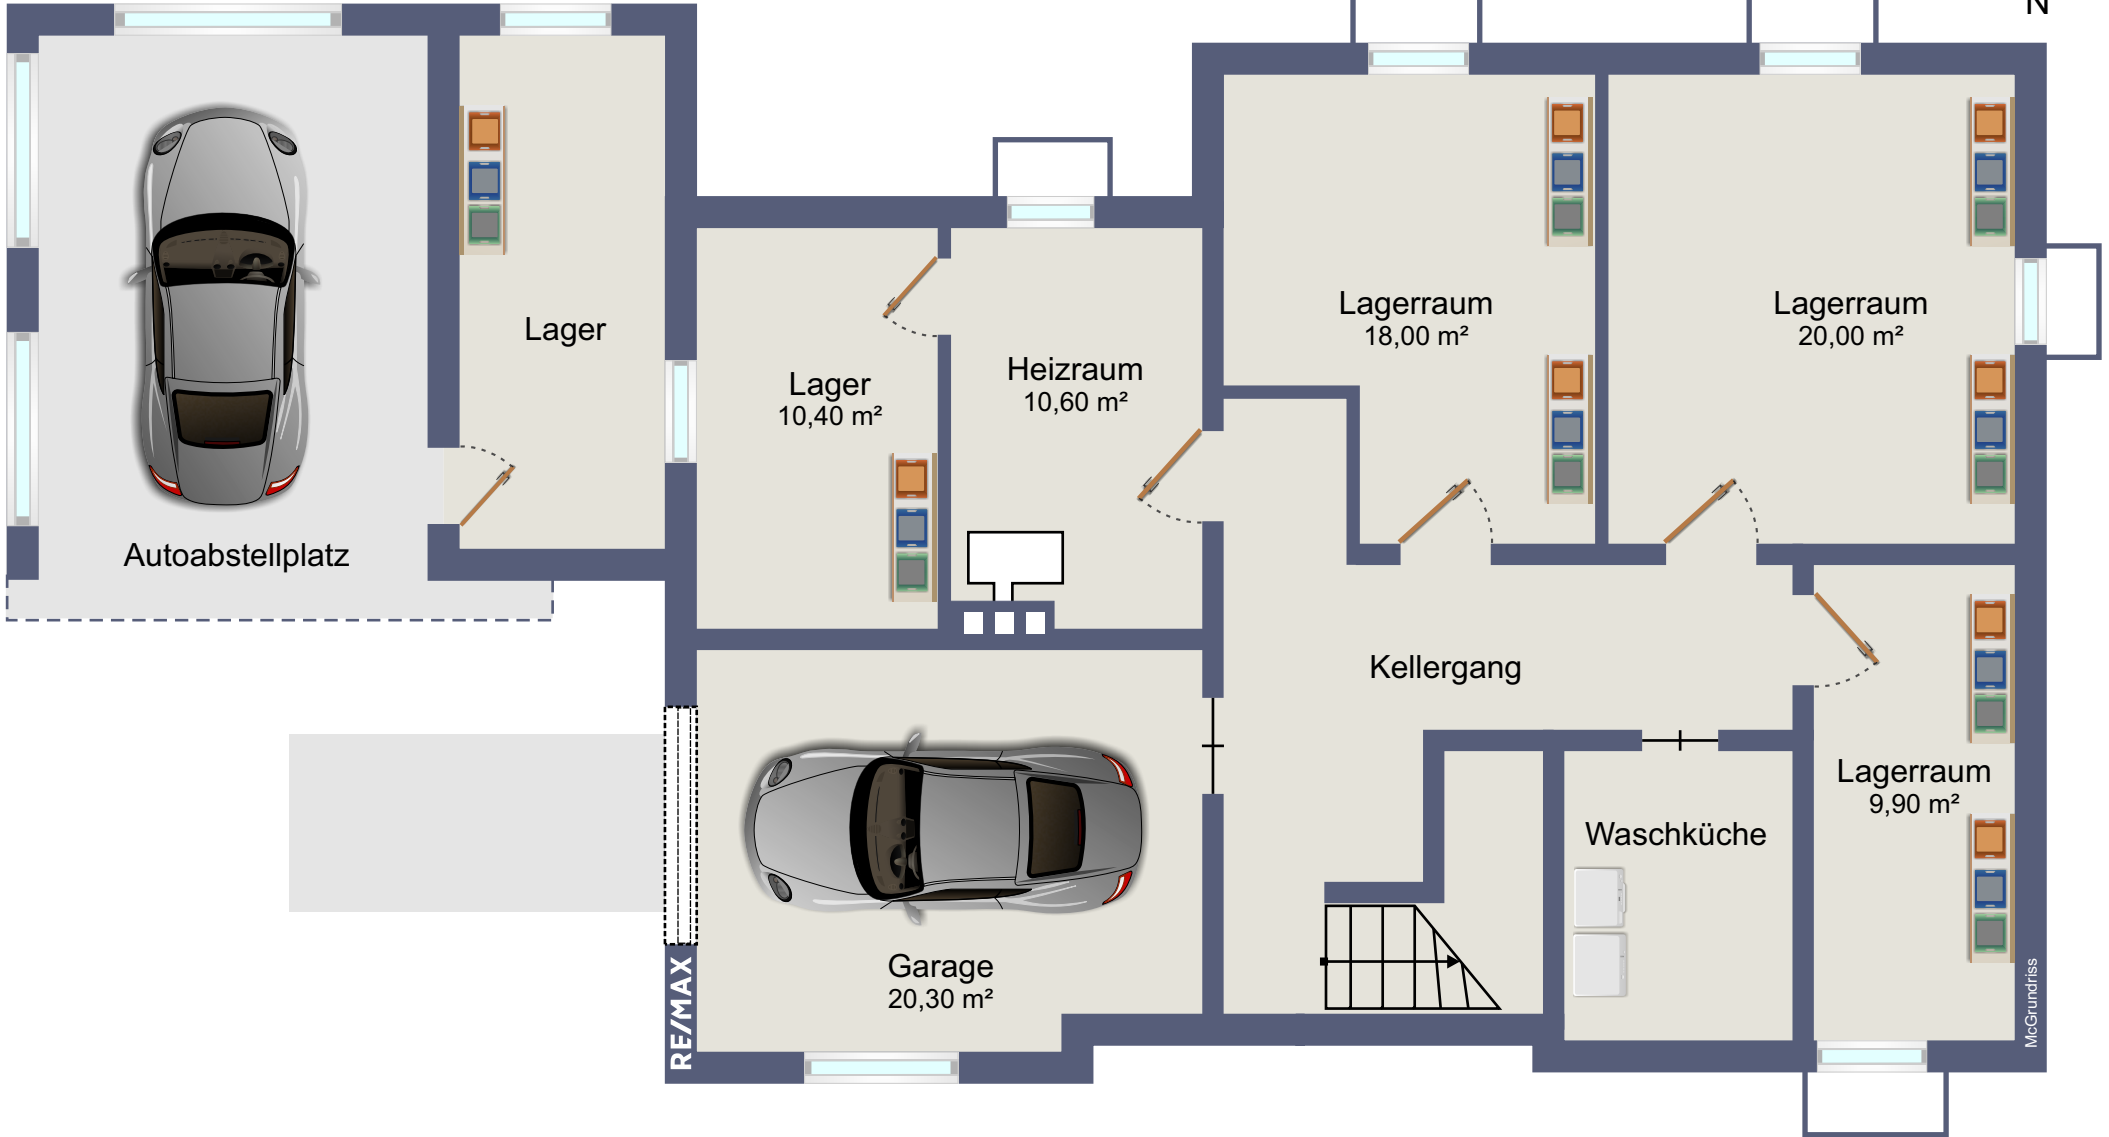 N
Lager
Lagerraum
18,00 m²
Lagerraum
20,00 m²
Heizraum
10,60 m²
Lager
10,40 m²
Autoabstellplatz
Kellergang
Lagerraum
9,90 m²
Waschküche
Garage
20,30 m²
RE/MAX
McGrundriss